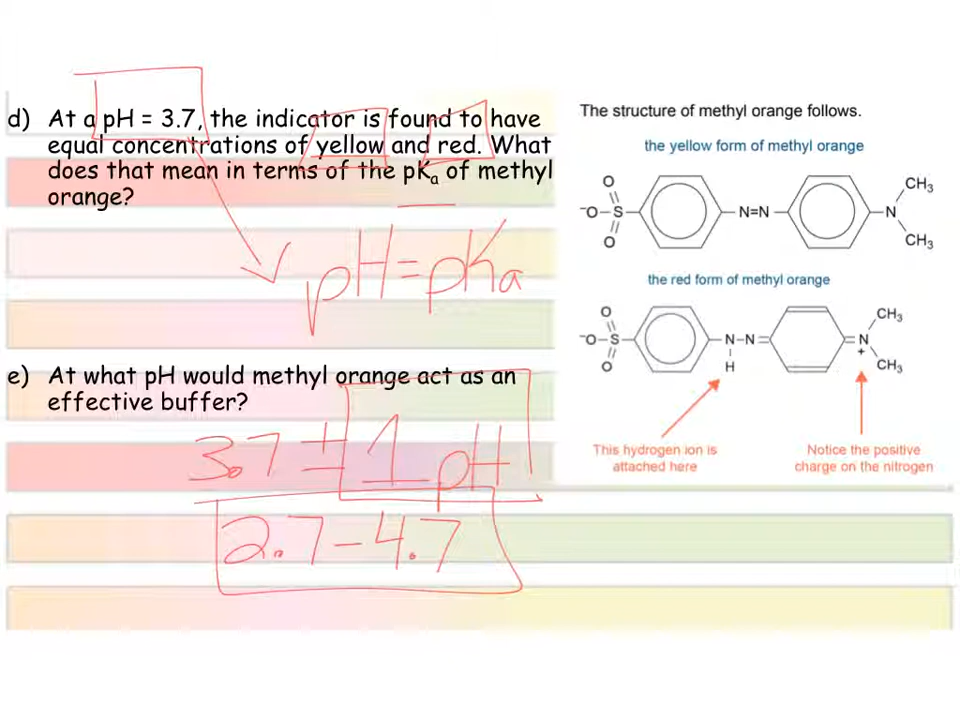 d) At a pH = 3.7, the indicator is found to have
equal concentrations of yellow and red. What
does that mean in terms of the pKa of methyl
orange?
pH=pKa
e) At what pH would methyl orange act as an
effective buffer?
3.7 ± 1 pH
2.7-4.7
The structure of methyl orange follows.
the yellow form of methyl orange
O
CH3
⁻O-S
N=N
N
O
CH3
the red form of methyl orange
O
CH3
⁻O-S
N-N
N
+
O
H
CH3
This hydrogen ion is
attached here
Notice the positive
charge on the nitrogen